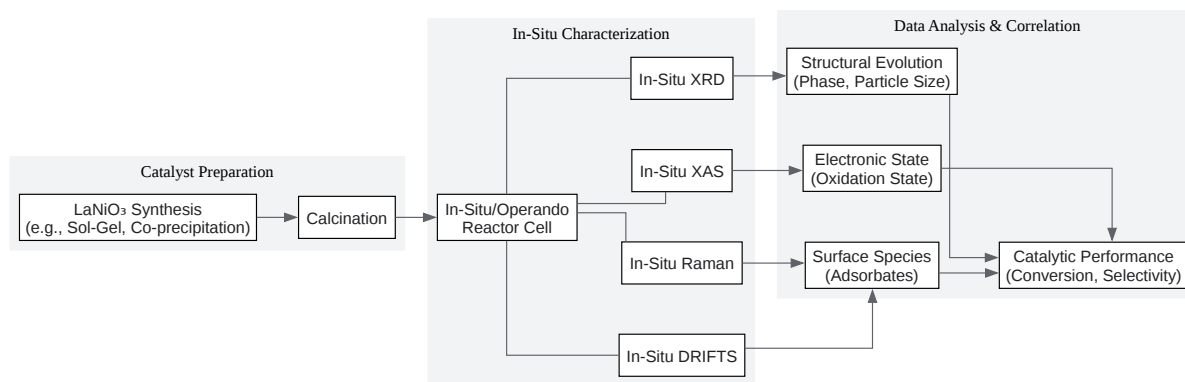 Catalyst Preparation
LaNiO₃ Synthesis
(e.g., Sol-Gel, Co-precipitation)
Calcination
In-Situ Characterization
In-Situ/Operando
Reactor Cell
In-Situ XRD
In-Situ XAS
In-Situ Raman
In-Situ DRIFTS
Data Analysis & Correlation
Structural Evolution
(Phase, Particle Size)
Electronic State
(Oxidation State)
Surface Species
(Adsorbates)
Catalytic Performance
(Conversion, Selectivity)